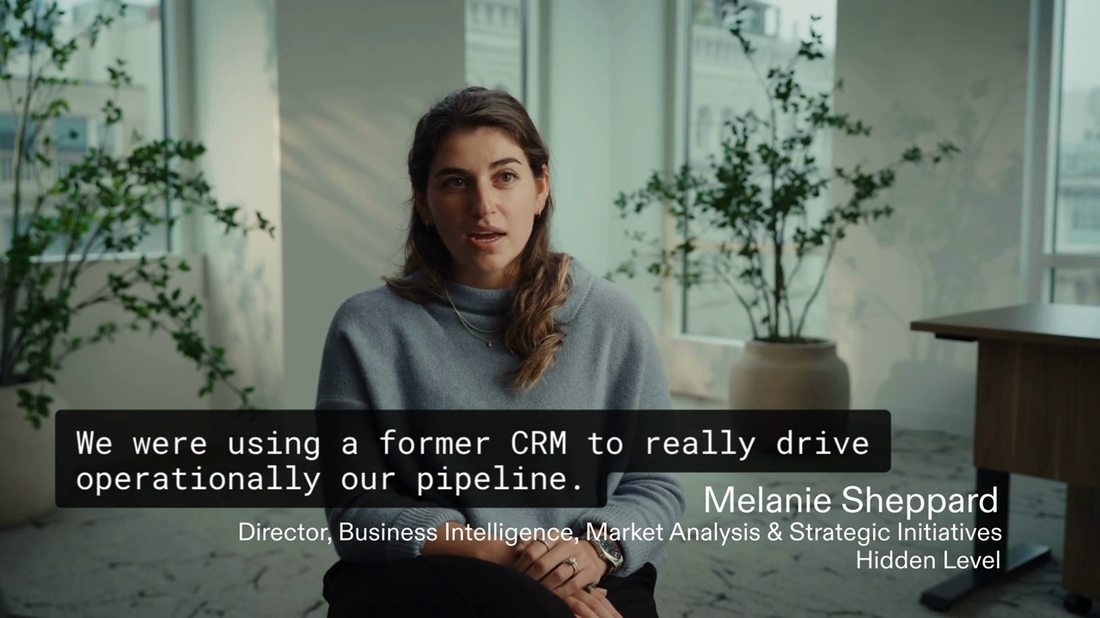 We were using a former CRM to really drive
operationally our pipeline.
Melanie Sheppard
Director, Business Intelligence, Market Analysis & Strategic Initiatives
Hidden Level